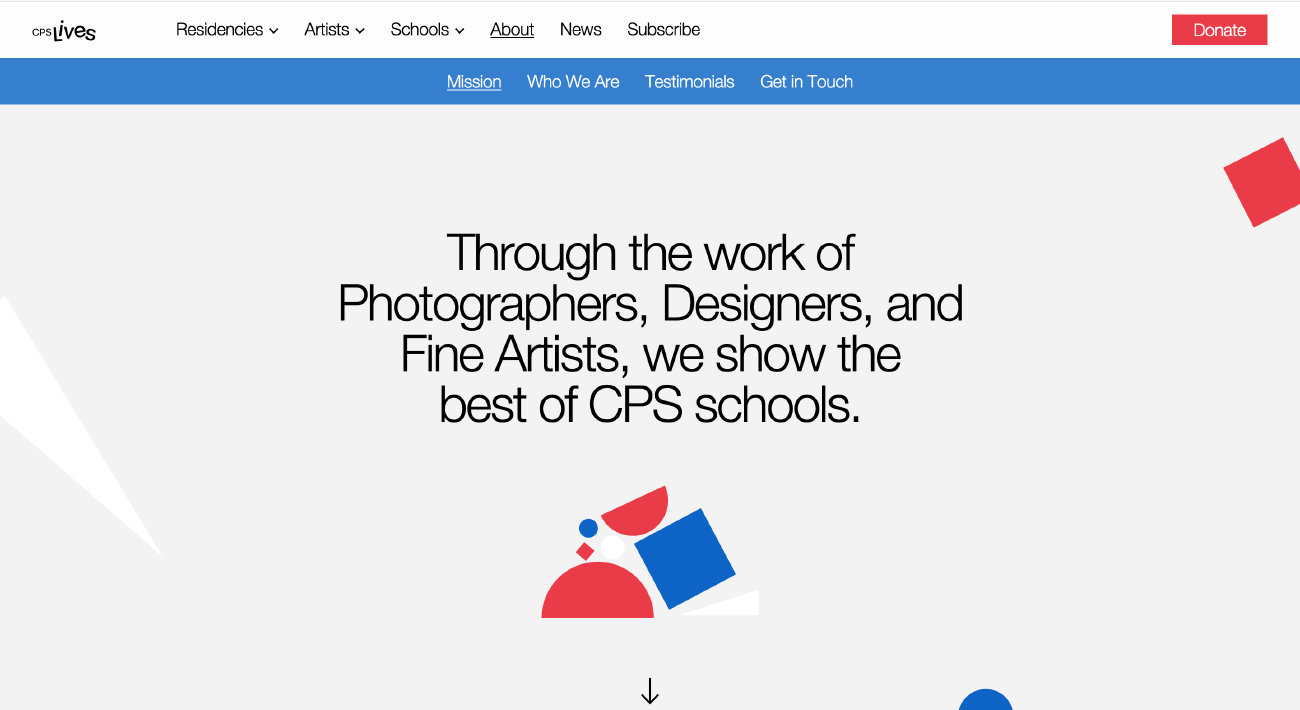 CPS Lives
Residencies Artists Schools About News Subscribe
Donate
Mission Who We Are Testimonials Get in Touch
Through the work of
Photographers, Designers, and
Fine Artists, we show the
best of CPS schools.